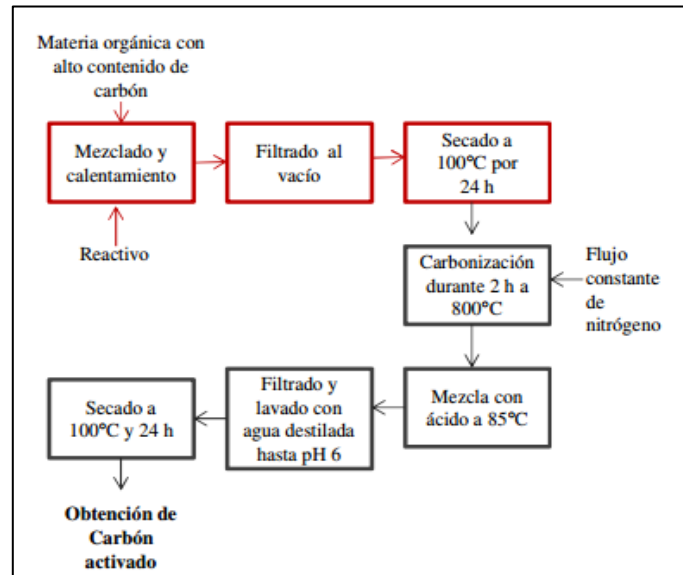 Materia orgánica con
alto contenido de
carbón
Mezclado y
calentamiento
Filtrado al
vacío
Secado a
100°C por
24 h
Reactivo
Carbonización
durante 2 h a
800°C
Flujo
constante
de
nitrógeno
Mezcla con
ácido a 85°C
Filtrado y
lavado con
agua destilada
hasta pH 6
Secado a
100°C y 24 h
Obtención de
Carbón
activado